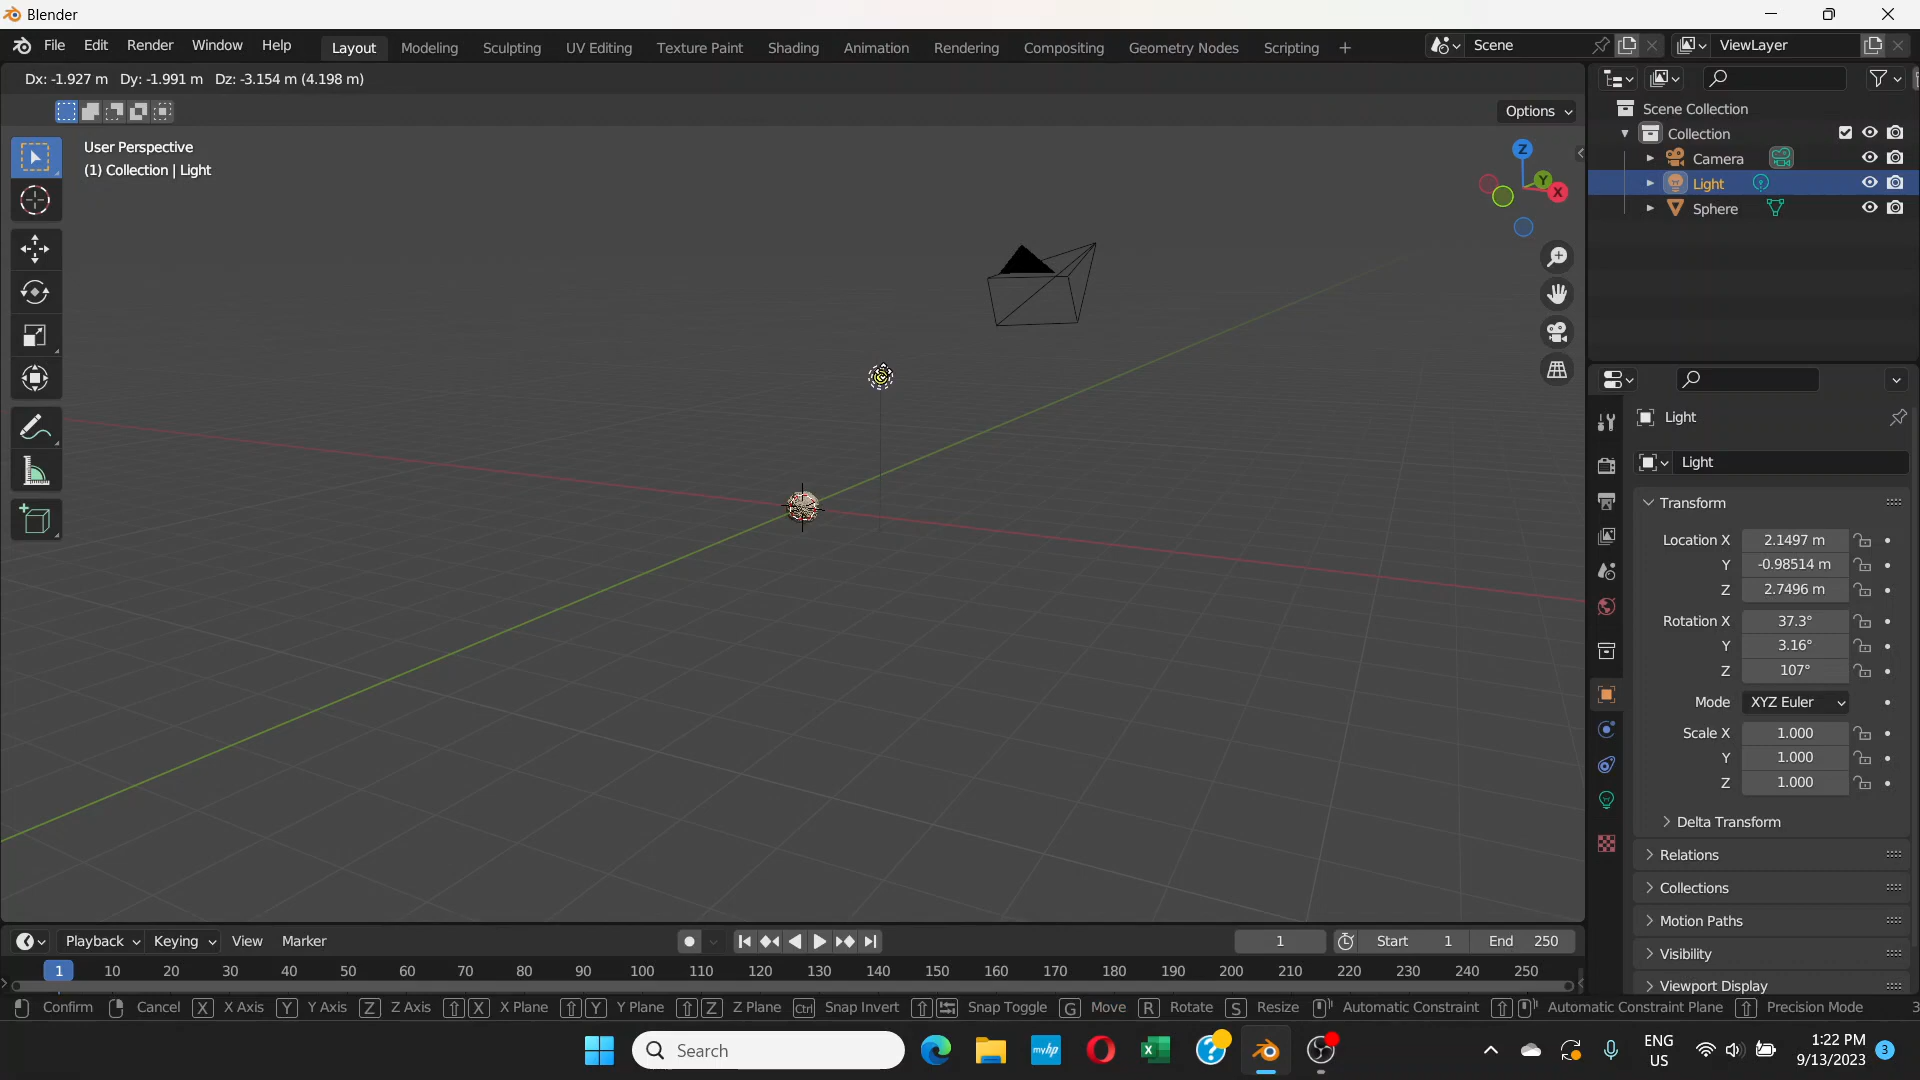 Blender
File Edit Render Window Help
Layout Modeling Sculpting UV Editing Texture Paint Shading Animation Rendering Compositing Geometry Nodes Scripting +
Scene
ViewLayer
Dx: -1.927 m Dy: -1.991 m Dz: -3.154 m (4.198 m)
Options
User Perspective
(1) Collection | Light
Z
Y
X
Scene Collection
Collection
Camera
Light
Sphere
Light
Light
Transform
Location X 2.1497 m
Y -0.98514 m
Z 2.7496 m
Rotation X 37.3°
Y 3.16°
Z 107°
Mode XYZ Euler
Scale X 1.000
Y 1.000
Z 1.000
Delta Transform
Relations
Collections
Motion Paths
Visibility
Viewport Display
Playback Keying View Marker
1
Start 1
End 250
1 10 20 30 40 50 60 70 80 90 100 110 120 130 140 150 160 170 180 190 200 210 220 230 240 250
Confirm Cancel X X Axis Y Y Axis Z Z Axis X X Plane Y Y Plane Z Z Plane Ctrl Snap Invert Snap Toggle G Move R Rotate S Resize Automatic Constraint Automatic Constraint Plane Precision Mode 3
Search
myhp
ENG
US
1:22 PM
9/13/2023
3